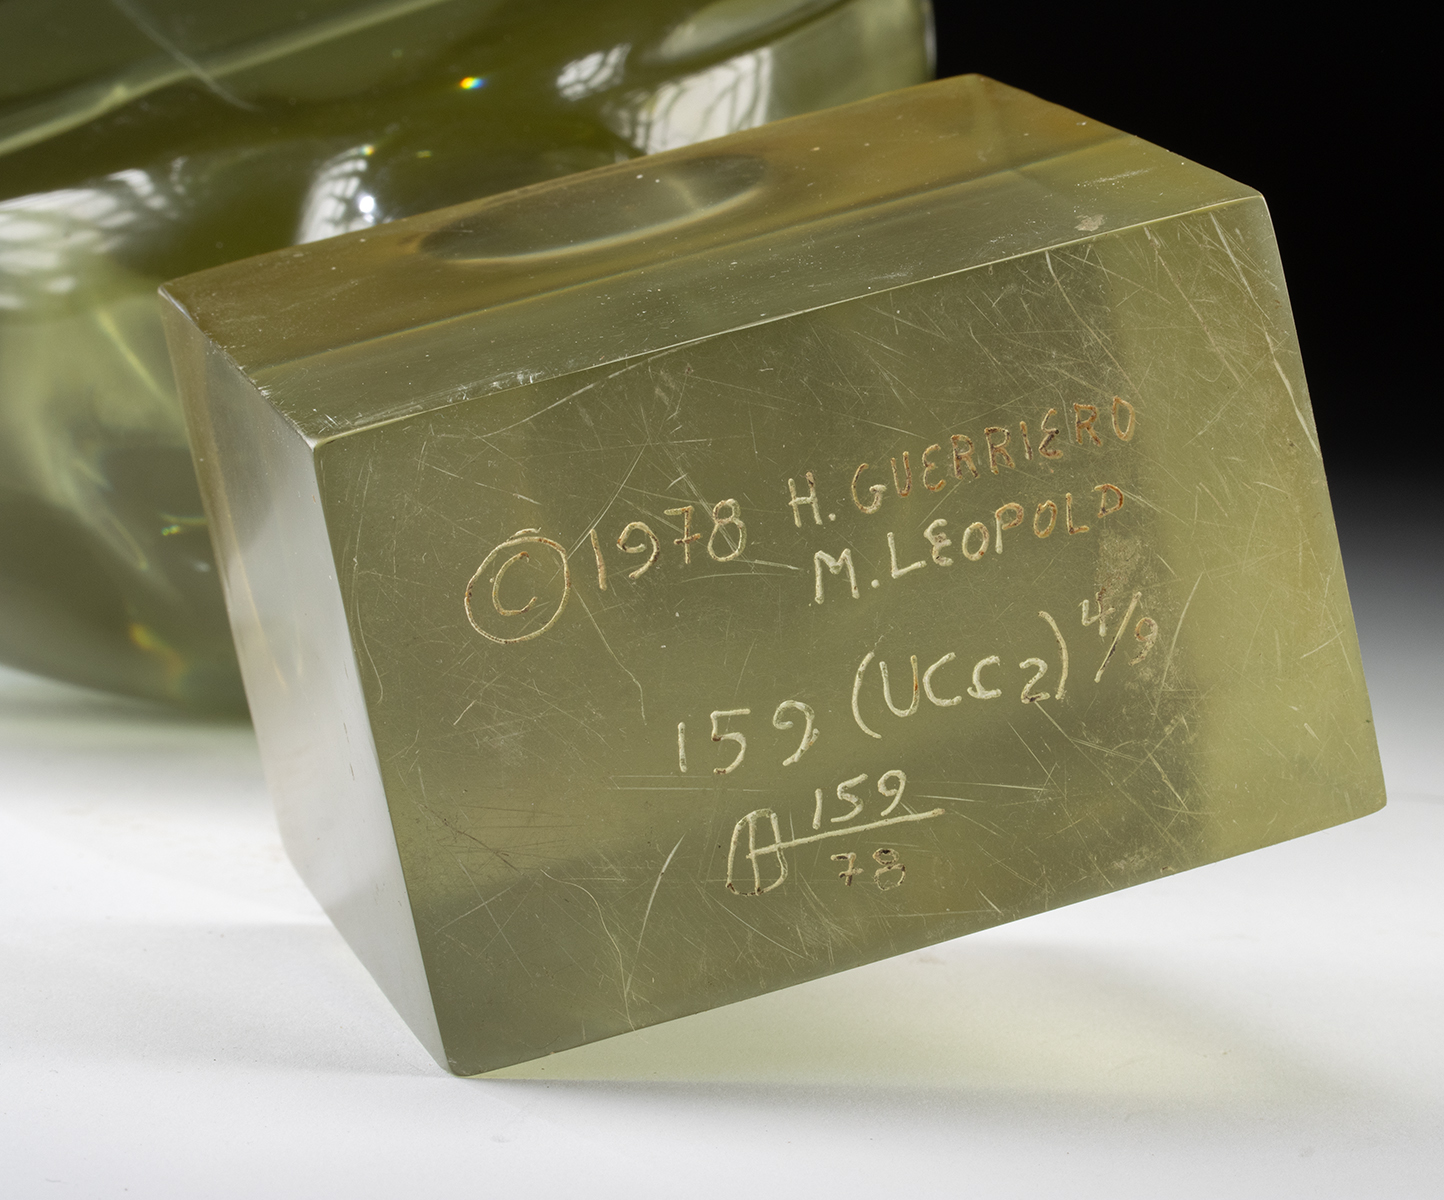 © 1978 H. GUERRIERO
M. LEOPOLD
159 (UCC2) 4/9
159
78